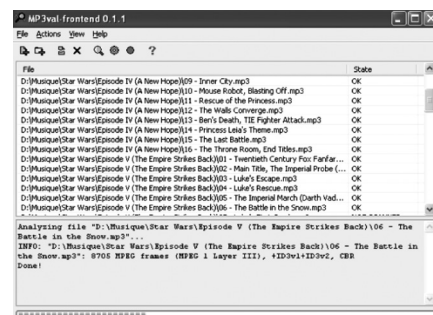 MP3val-frontend 0.1.1
File Actions View Help
File State
D:\Musique\Star Wars\Episode IV (A New Hope)\09 - Inner City.mp3 OK
D:\Musique\Star Wars\Episode IV (A New Hope)\10 - Mouse Robot, Blasting Off.mp3 OK
D:\Musique\Star Wars\Episode IV (A New Hope)\11 - Rescue of the Princess.mp3 OK
D:\Musique\Star Wars\Episode IV (A New Hope)\12 - The Walls Converge.mp3 OK
D:\Musique\Star Wars\Episode IV (A New Hope)\13 - Ben's Death, TIE Fighter Attack.mp3 OK
D:\Musique\Star Wars\Episode IV (A New Hope)\14 - Princess Leia's Theme.mp3 OK
D:\Musique\Star Wars\Episode IV (A New Hope)\15 - The Last Battle.mp3 OK
D:\Musique\Star Wars\Episode IV (A New Hope)\16 - The Throne Room, End Titles.mp3 OK
D:\Musique\Star Wars\Episode V (The Empire Strikes Back)\01 - Twentieth Century Fox Fanfar... OK
D:\Musique\Star Wars\Episode V (The Empire Strikes Back)\02 - Main Title, The Imperial Probe (... OK
D:\Musique\Star Wars\Episode V (The Empire Strikes Back)\03 - Luke's Escape.mp3 OK
D:\Musique\Star Wars\Episode V (The Empire Strikes Back)\04 - Luke's Rescue.mp3 OK
D:\Musique\Star Wars\Episode V (The Empire Strikes Back)\05 - The Imperial March (Darth Vad... OK
D:\Musique\Star Wars\Episode V (The Empire Strikes Back)\06 - The Battle in the Snow.mp3 OK
Analyzing file "D:\Musique\Star Wars\Episode V (The Empire Strikes Back)\06 - The
Battle in the Snow.mp3"...
INFO: "D:\Musique\Star Wars\Episode V (The Empire Strikes Back)\06 - The Battle in
the Snow.mp3": 8705 MPEG frames (MPEG 1 Layer III), +ID3v1+ID3v2, CBR
Done!